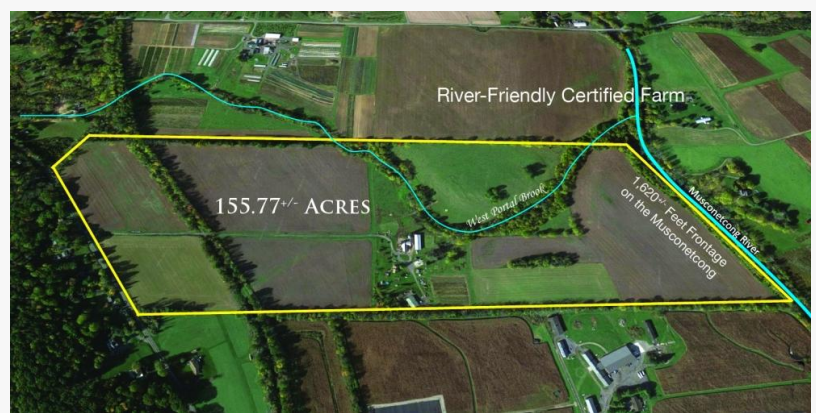 River-Friendly Certified Farm
155.77+/- ACRES
West Portal Brook
1,620+/- Feet Frontage
on the Musconetcong
Musconetcong River